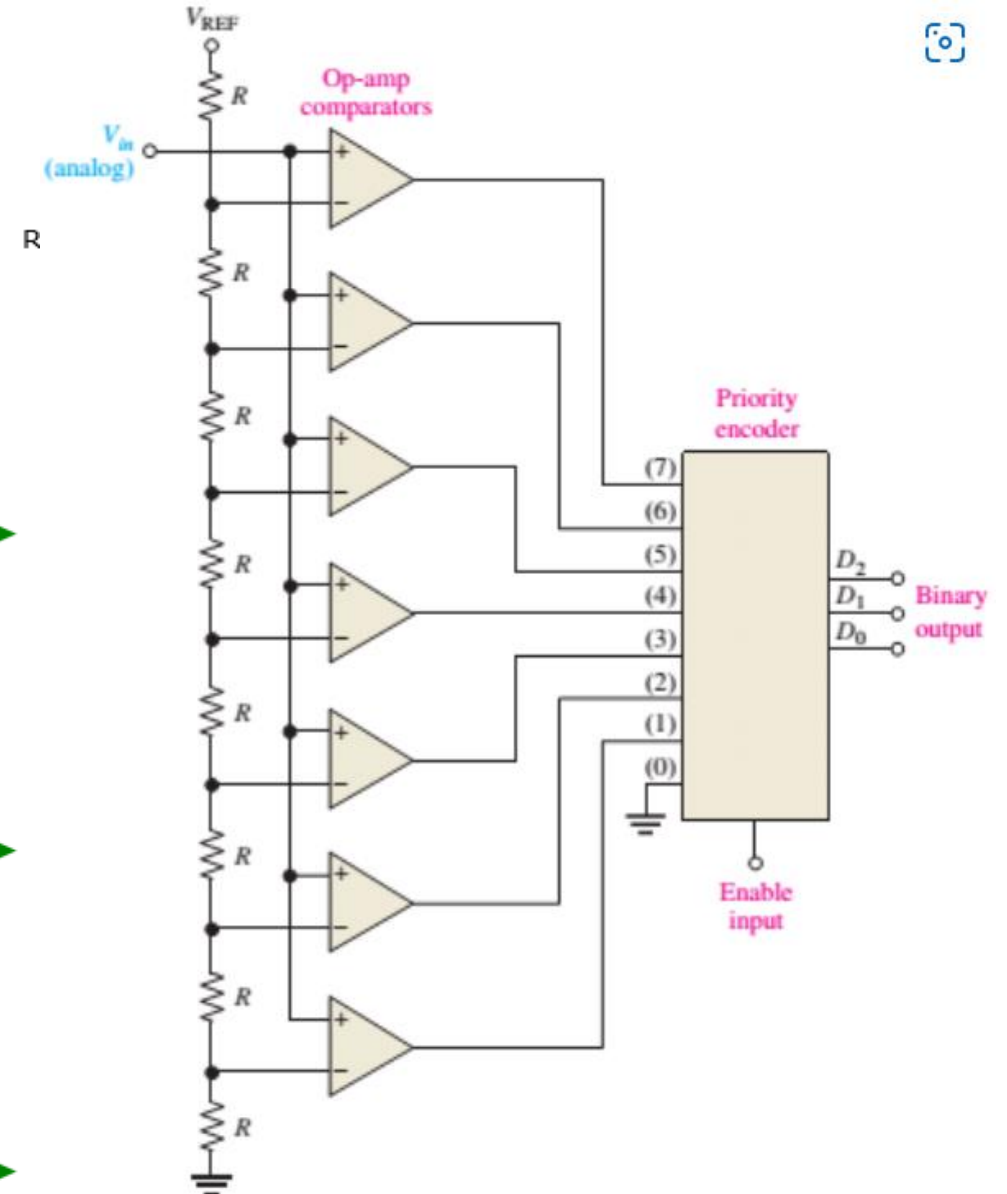 VREF
R
Op-amp
comparators
Vin
(analog)
+
−
R
R
+
−
R
+
−
Priority
encoder
(7)
(6)
(5)
(4)
(3)
(2)
(1)
(0)
D2
D1
D0
Binary
output
R
+
−
R
+
−
R
+
−
Enable
input
R
+
−
R